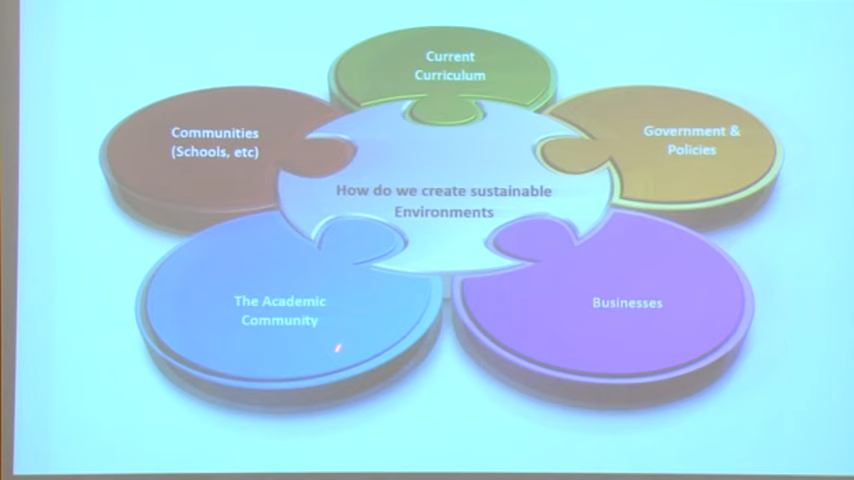 Current
Curriculum
Communities
(Schools, etc)
Government &
Policies
How do we create sustainable
Environments
The Academic
Community
Businesses